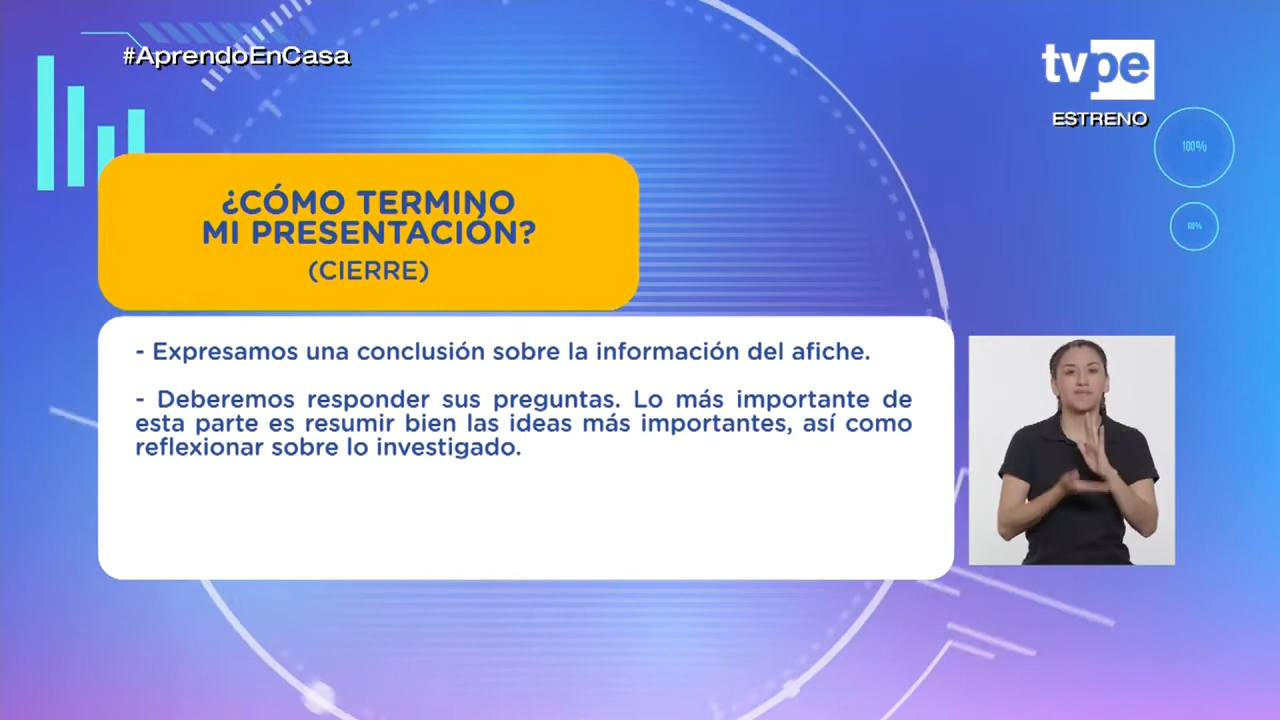 #AprendoEnCasa
tvpe
ESTRENO
100%
100%
¿CÓMO TERMINO
MI PRESENTACIÓN?
(CIERRE)
- Expresamos una conclusión sobre la información del afiche.
- Deberemos responder sus preguntas. Lo más importante de
esta parte es resumir bien las ideas más importantes, así como
reflexionar sobre lo investigado.